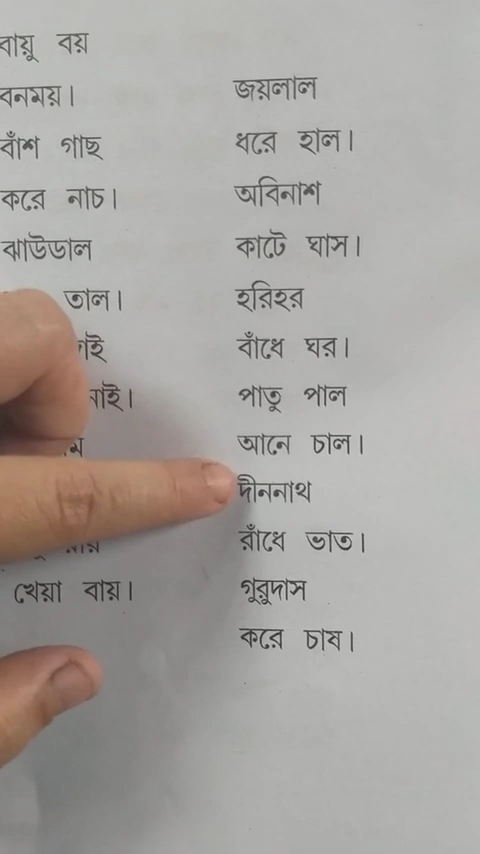 বায়ু বয়
বনময়।
বাঁশ গাছ
করে নাচ।
ঝাউডাল
তাল।
খেয়া বায়।
জয়লাল
ধরে হাল।
অবিনাশ
কাটে ঘাস।
হরিহর
বাঁধে ঘর।
পাতু পাল
আনে চাল।
দীননাথ
রাঁধে ভাত।
গুরুদাস
করে চাষ।